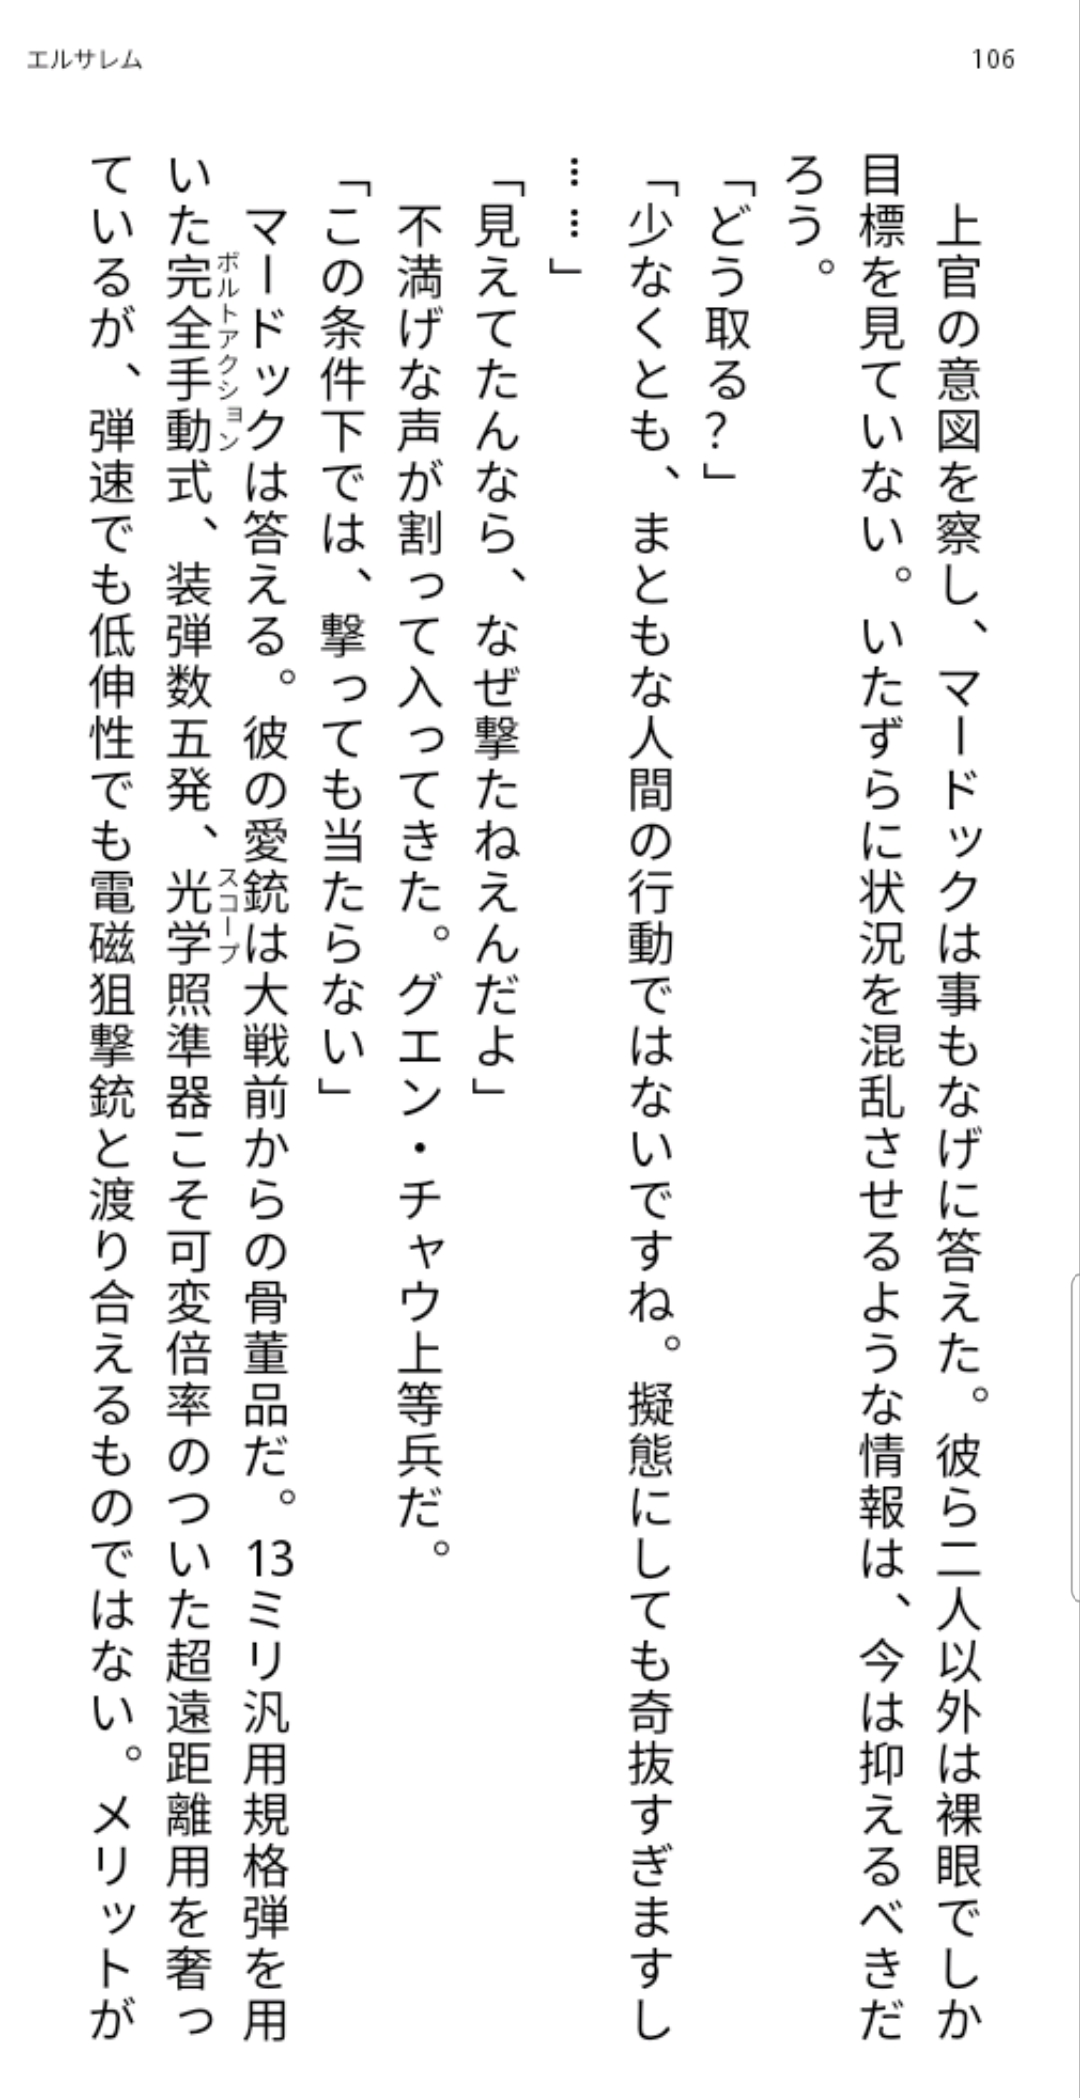 エルサレム
106
上官の意図を察し、マードックは事もなげに答えた。彼ら二人以外は裸眼でしか
目標を見ていない。いたずらに状況を混乱させるような情報は、今は抑えるべきだ
ろう。
「どう取る？」
「少なくとも、まともな人間の行動ではないですね。擬態にしても奇抜すぎますし
……」
「見えてたんなら、なぜ撃たねえんだよ」
不満げな声が割って入ってきた。グエン・チャウ上等兵だ。
「この条件下では、撃っても当たらない」
マードックは答える。彼の愛銃は大戦前からの骨董品だ。13ミリ汎用規格弾を用
ボルトアクション
スコープ
いた完全手動式、装弾数五発、光学照準器こそ可変倍率のついた超遠距離用を奢っ
ているが、弾速でも低伸性でも電磁狙撃銃と渡り合えるものではない。メリットが